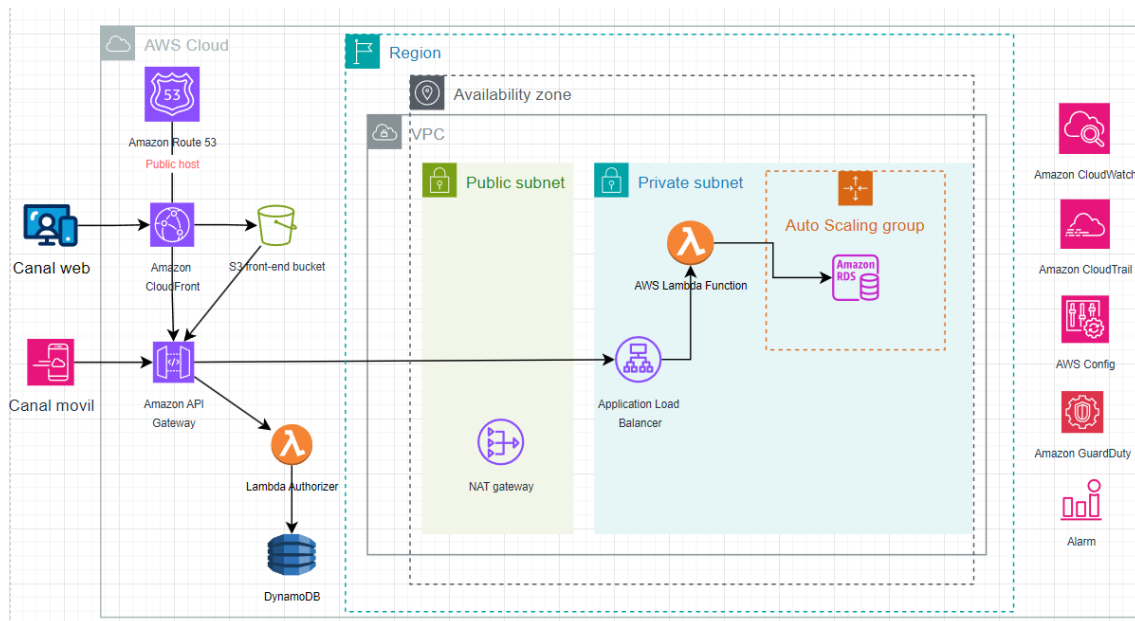 AWS Cloud
Region
53
Availability zone
Amazon Route 53
VPC
Public host
Amazon CloudWatch
Public subnet
Private subnet
Auto Scaling group
Canal web
Amazon
CloudFront
S3 front-end bucket
AWS Lambda Function
Amazon
RDS
Amazon CloudTrail
AWS Config
Canal movil
Amazon API
Gateway
Application Load
Balancer
Amazon GuardDuty
Lambda Authorizer
NAT gateway
Alarm
DynamoDB